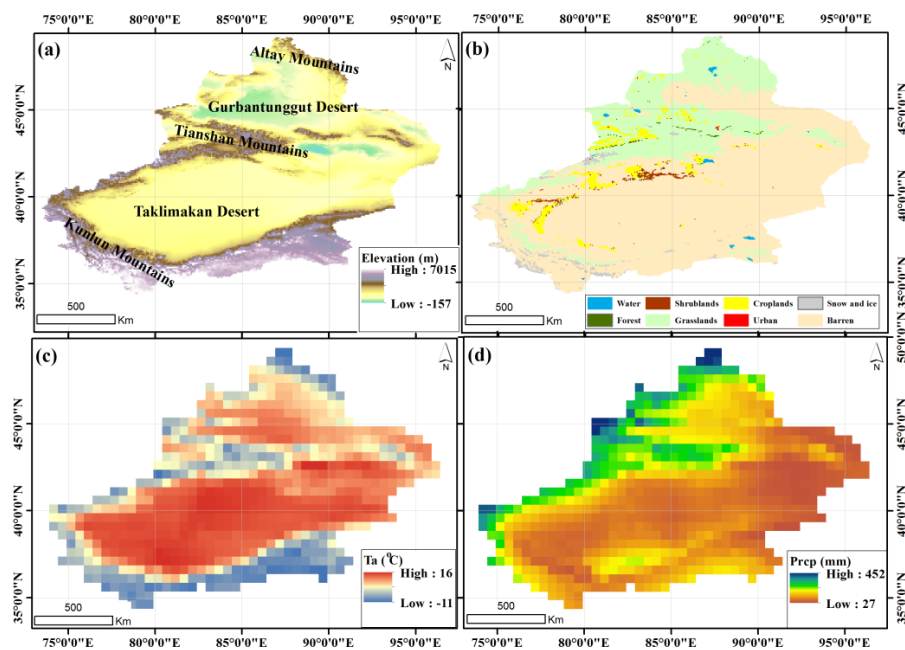 75°0'0"E 80°0'0"E 85°0'0"E 90°0'0"E 95°0'0"E 75°0'0"E 80°0'0"E 85°0'0"E 90°0'0"E 95°0'0"E
(a) Altay Mountains N (b) N
Gurbantunggut Desert
45°0'0"N 45°0'0"N
Tianshan Mountains
40°0'0"N Taklimakan Desert 40°0'0"N
Kunlun Mountains
35°0'0"N 35°0'0"N
Elevation (m)
High : 7015
Low : -157
500
Km
500
Km
Water Shrublands Croplands Snow and ice
Forest Grasslands Urban Barren
(c) N (d) N 50°0'0"N
45°0'0"N 45°0'0"N
40°0'0"N 40°0'0"N
35°0'0"N 35°0'0"N
Ta (°C)
High : 16
Low : -11
500
Km
Prcp (mm)
High : 452
Low : 27
500
Km
75°0'0"E 80°0'0"E 85°0'0"E 90°0'0"E 95°0'0"E 75°0'0"E 80°0'0"E 85°0'0"E 90°0'0"E 95°0'0"E